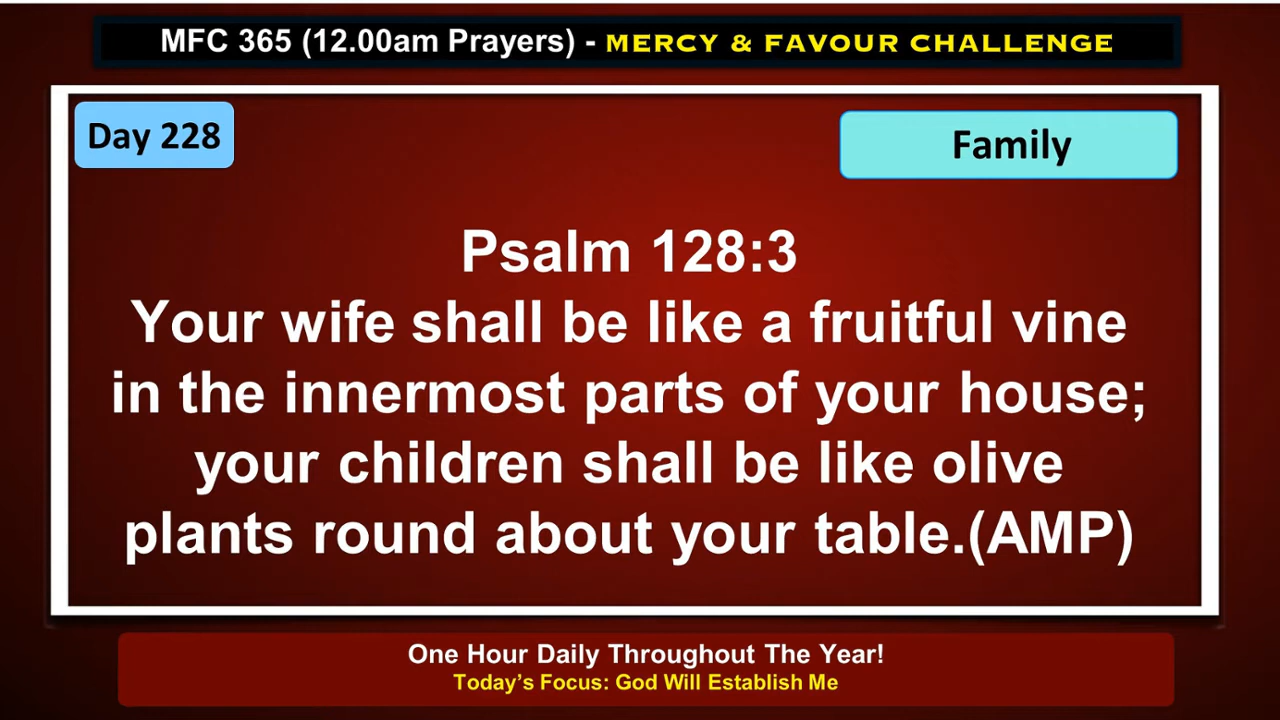 MFC 365 (12.00am Prayers) - MERCY & FAVOUR CHALLENGE
Day 228
Family
Psalm 128:3
Your wife shall be like a fruitful vine
in the innermost parts of your house;
your children shall be like olive
plants round about your table.(AMP)
One Hour Daily Throughout The Year!
Today's Focus: God Will Establish Me